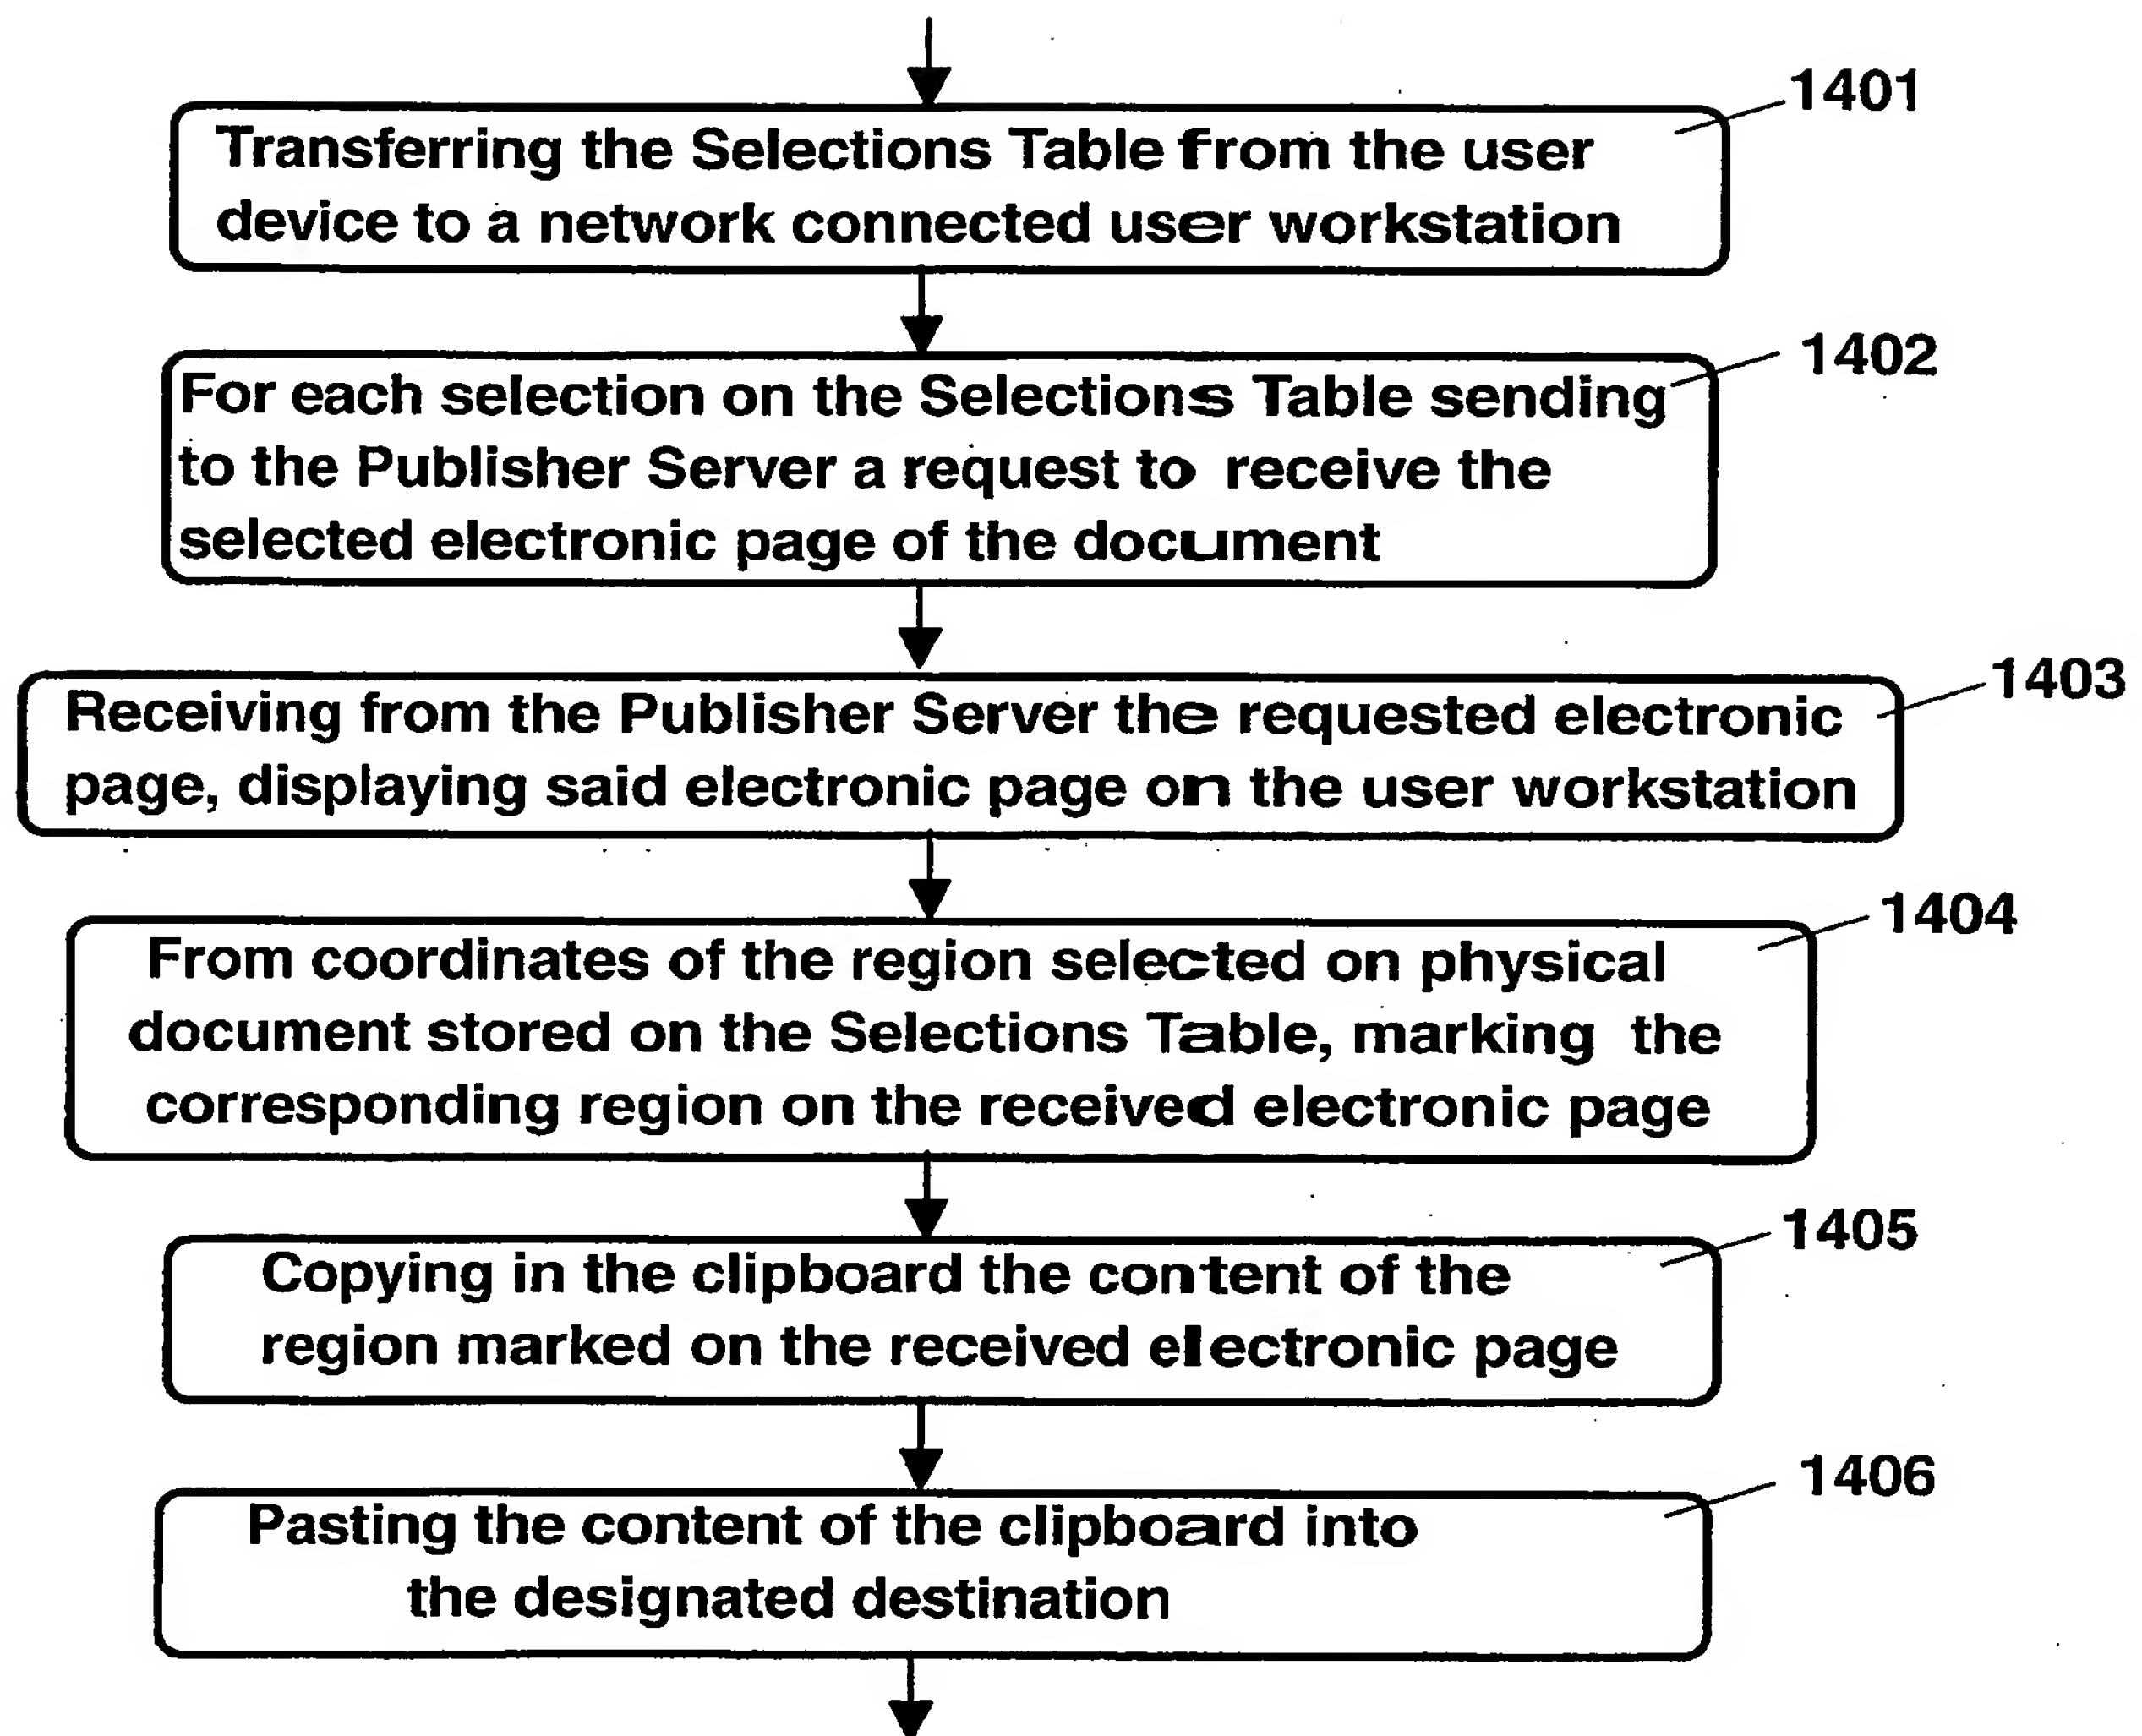 1401
Transferring the Selections Table from the user
device to a network connected user workstation
1402
For each selection on the Selections Table sending
to the Publisher Server a request to receive the
selected electronic page of the document
1403
Receiving from the Publisher Server the requested electronic
page, displaying said electronic page on the user workstation
1404
From coordinates of the region selected on physical
document stored on the Selections Table, marking the
corresponding region on the received electronic page
1405
Copying in the clipboard the content of the
region marked on the received electronic page
1406
Pasting the content of the clipboard into
the designated destination